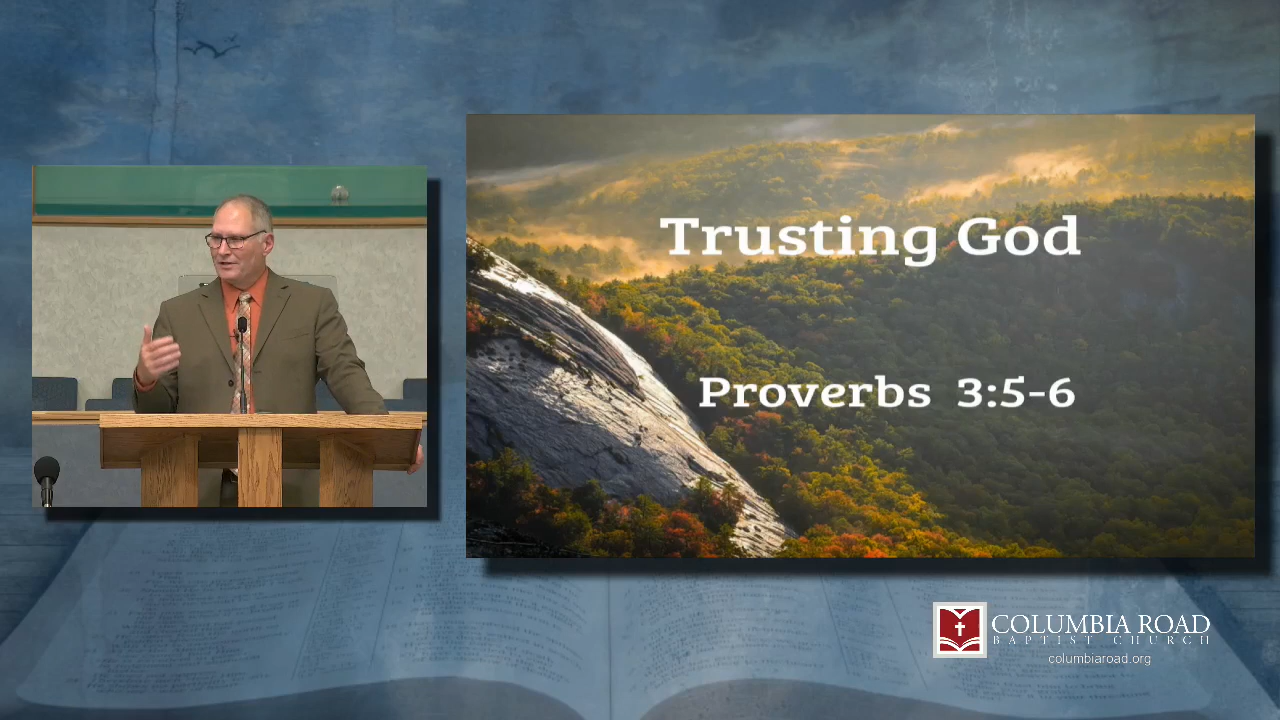 Trusting God
Proverbs 3:5-6
COLUMBIA ROAD
BAPTIST CHURCH
columbiaroad.org